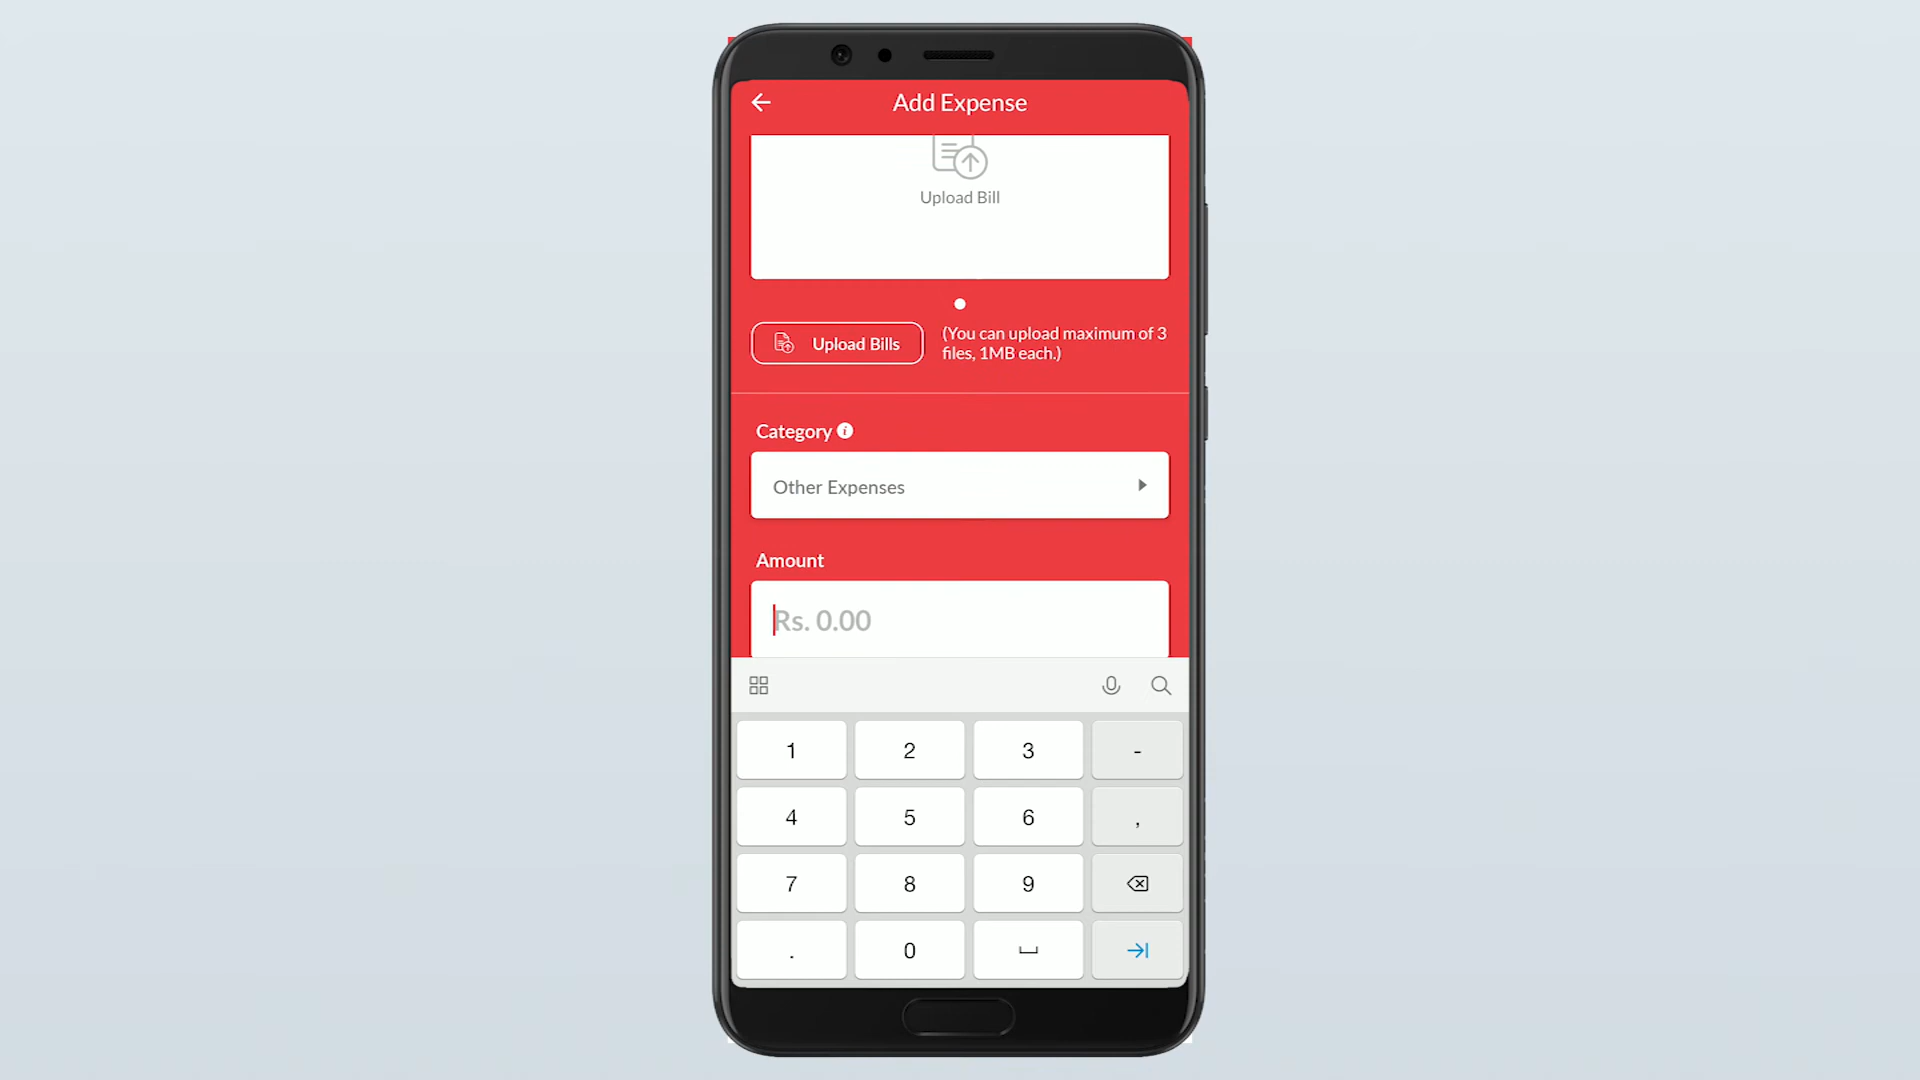 Add Expense
Upload Bill
Upload Bills
(You can upload maximum of 3
files, 1MB each.)
Category
Other Expenses
Amount
Rs. 0.00
1 2 3 -
4 5 6 ,
7 8 9
. 0